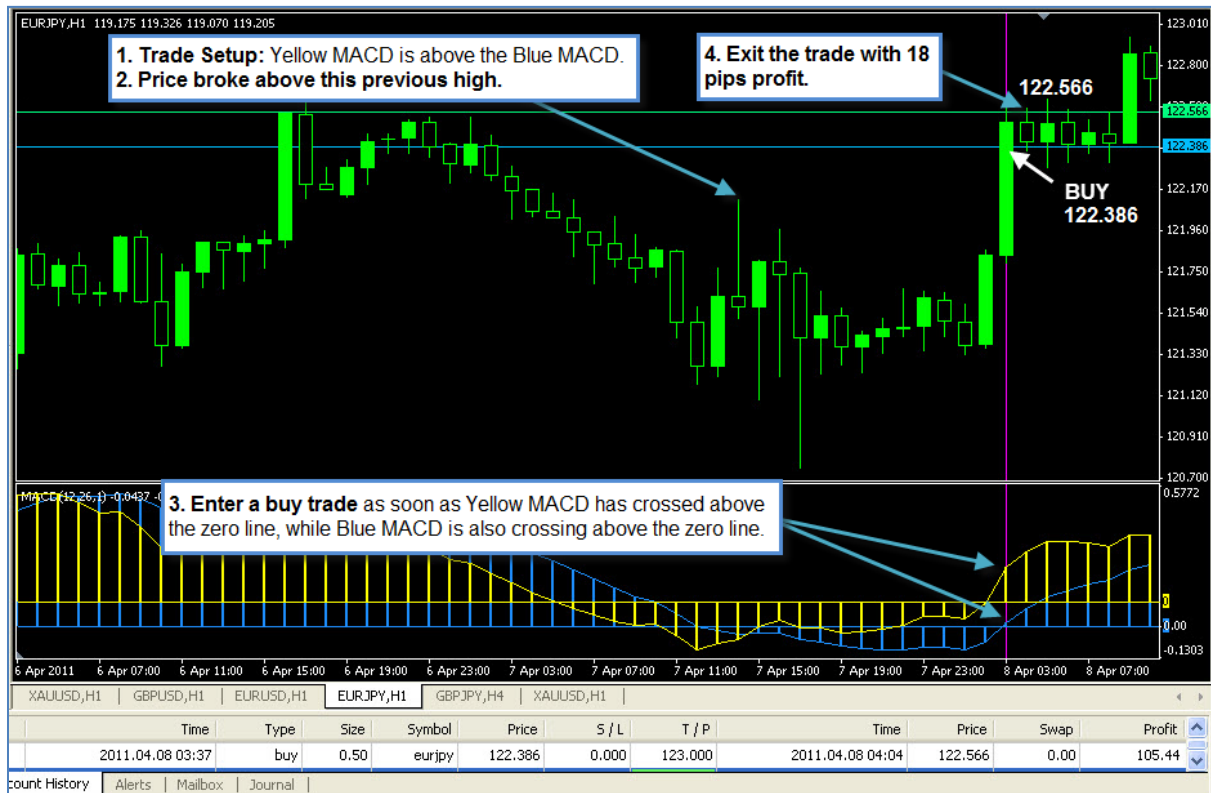 EURJPY,H1 119.175 119.326 119.070 119.205
1. Trade Setup: Yellow MACD is above the Blue MACD.
2. Price broke above this previous high.
4. Exit the trade with 18
pips profit.
122.566
BUY
122.386
123.010
122.800
122.566
122.386
122.170
121.960
121.750
121.540
121.330
121.120
120.910
120.700
MACD(12,26,1) -0.0437
3. Enter a buy trade as soon as Yellow MACD has crossed above
the zero line, while Blue MACD is also crossing above the zero line.
0.5772
0
0.00
-0.1303
6 Apr 2011 6 Apr 07:00 6 Apr 11:00 6 Apr 15:00 6 Apr 19:00 6 Apr 23:00 7 Apr 03:00 7 Apr 07:00 7 Apr 11:00 7 Apr 15:00 7 Apr 19:00 7 Apr 23:00 8 Apr 03:00 8 Apr 07:00
XAUUSD,H1 | GBPUSD,H1 | EURUSD,H1 | EURJPY,H1 | GBPJPY,H4 | XAUUSD,H1 |
Time Type Size Symbol Price S / L T / P Time Price Swap Profit
2011.04.08 03:37 buy 0.50 eurjpy 122.386 0.000 123.000 2011.04.08 04:04 122.566 0.00 105.44
count History | Alerts | Mailbox | Journal |